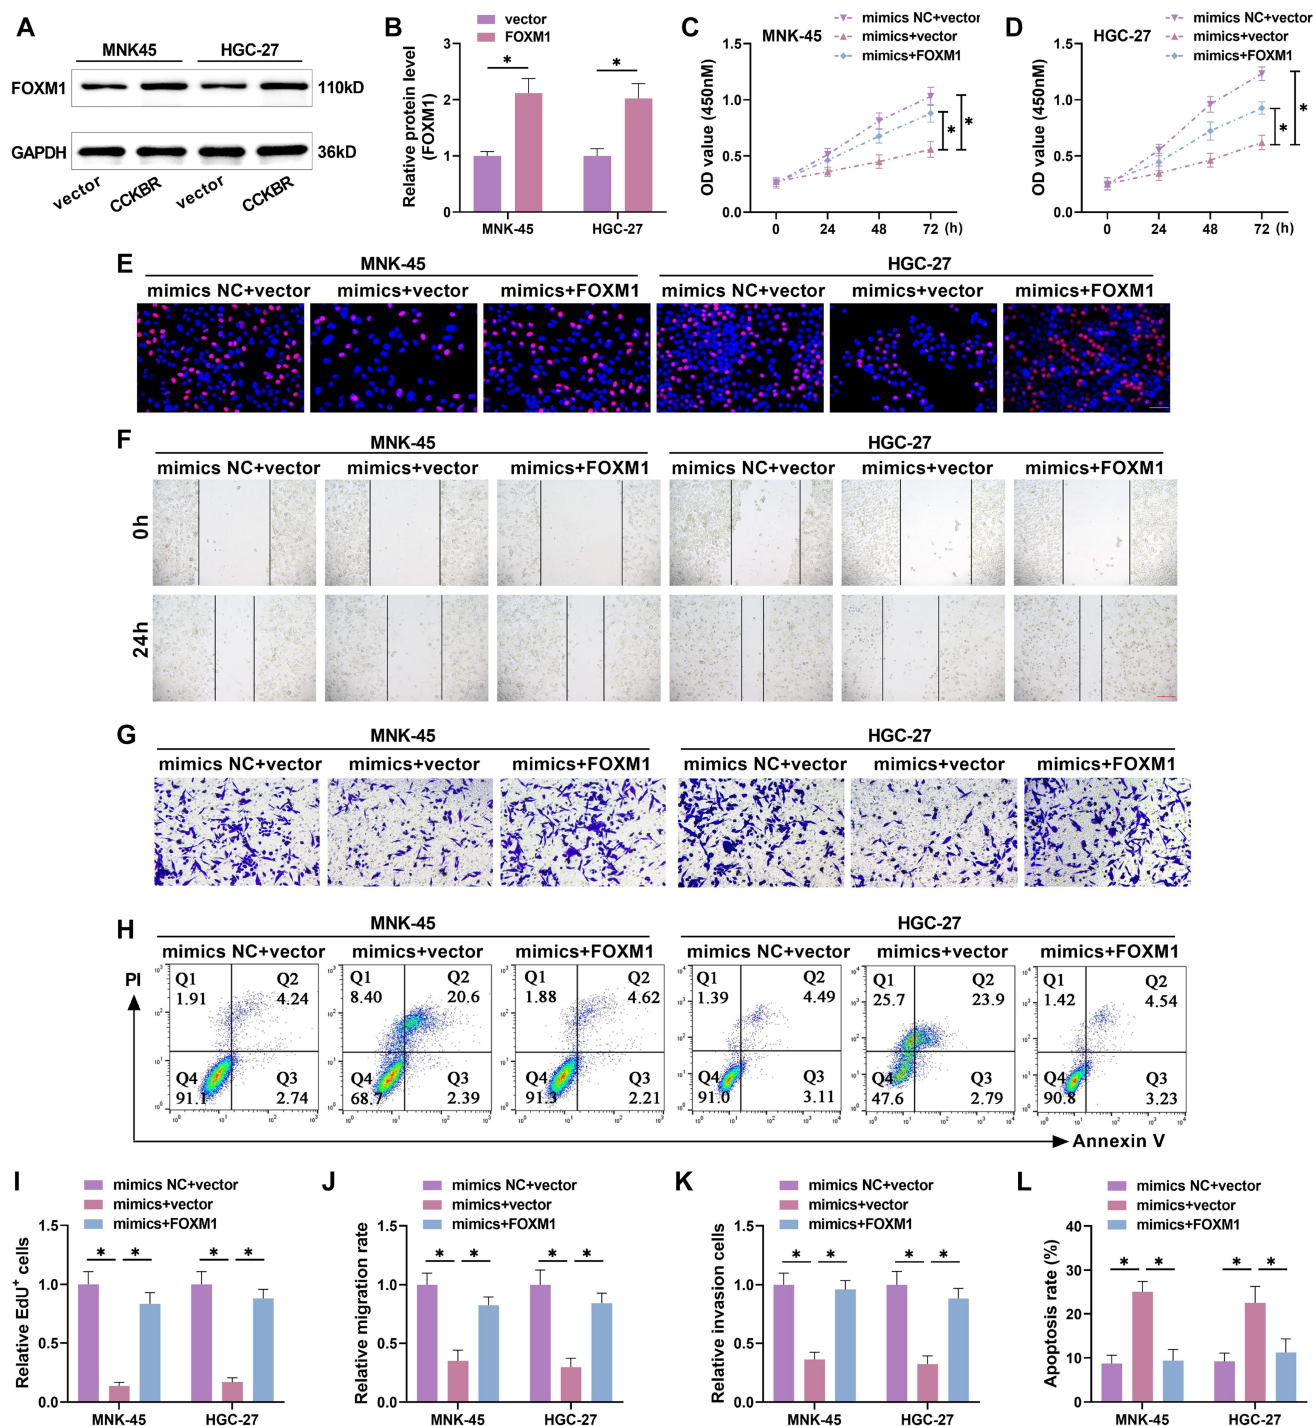 A
MNK45 HGC-27
FOXM1 110kD
GAPDH 36kD
vector CCKBR vector CCKBR
B
vector
FOXM1
Relative protein level
(FOXM1)
3
2
1
0
MNK-45 HGC-27
*
*
C
MNK-45
mimics NC+vector
mimics+vector
mimics+FOXM1
OD value (450nM)
1.5
1.0
0.5
0.0
0 24 48 72 (h)
* *
D
HGC-27
mimics NC+vector
mimics+vector
mimics+FOXM1
OD value (450nM)
1.5
1.0
0.5
0.0
0 24 48 72 (h)
* *
E
MNK-45 HGC-27
mimics NC+vector mimics+vector mimics+FOXM1 mimics NC+vector mimics+vector mimics+FOXM1
F
MNK-45 HGC-27
mimics NC+vector mimics+vector mimics+FOXM1 mimics NC+vector mimics+vector mimics+FOXM1
0h
24h
G
MNK-45 HGC-27
mimics NC+vector mimics+vector mimics+FOXM1 mimics NC+vector mimics+vector mimics+FOXM1
H
MNK-45 HGC-27
mimics NC+vector mimics+vector mimics+FOXM1 mimics NC+vector mimics+vector mimics+FOXM1
PI
Q1 Q2 Q1 Q2 Q1 Q2 Q1 Q2 Q1 Q2 Q1 Q2
1.91 4.24 8.40 20.6 1.88 4.62 1.39 4.49 25.7 23.9 1.42 4.54
Q4 Q3 Q4 Q3 Q4 Q3 Q4 Q3 Q4 Q3 Q4 Q3
91.1 2.74 68.7 2.39 91.3 2.21 91.0 3.11 47.6 2.79 90.8 3.23
Annexin V
I
mimics NC+vector
mimics+vector
mimics+FOXM1
Relative EdU+ cells
1.5
1.0
0.5
0.0
* * * *
MNK-45 HGC-27
J
mimics NC+vector
mimics+vector
mimics+FOXM1
Relative migration rate
1.5
1.0
0.5
0.0
* * * *
MNK-45 HGC-27
K
mimics NC+vector
mimics+vector
mimics+FOXM1
Relative invasion cells
1.5
1.0
0.5
0.0
* * * *
MNK-45 HGC-27
L
mimics NC+vector
mimics+vector
mimics+FOXM1
Apoptosis rate (%)
40
30
20
10
0
* * * *
MNK-45 HGC-27